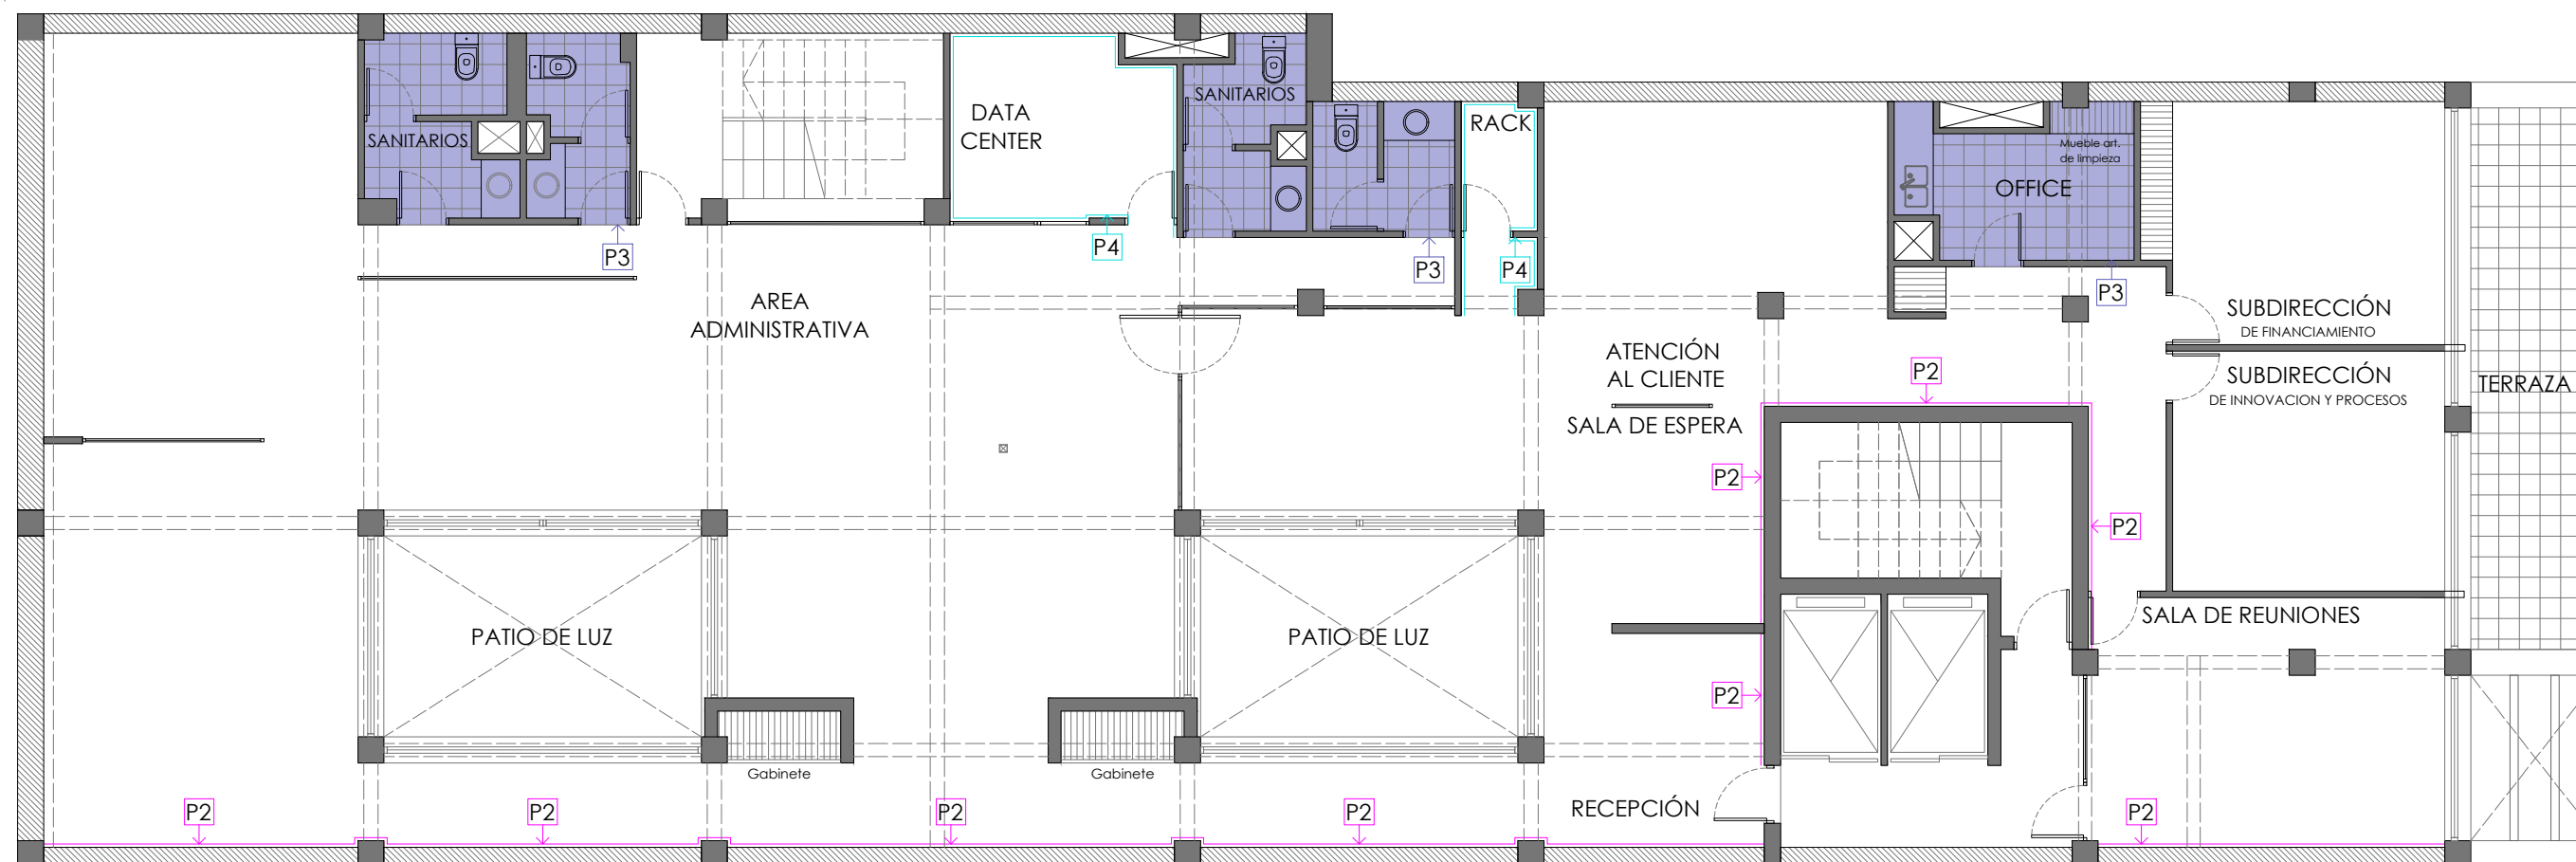 SANITARIOS
DATA
CENTER
SANITARIOS
RACK
Mueble art.
de limpieza
OFFICE
P3
P4
P3
P4
P3
AREA
ADMINISTRATIVA
SUBDIRECCIÓN
DE FINANCIAMIENTO
ATENCIÓN
AL CLIENTE
SALA DE ESPERA
P2
SUBDIRECCIÓN
DE INNOVACION Y PROCESOS
TERRAZA
P2
P2
PATIO DE LUZ
PATIO DE LUZ
SALA DE REUNIONES
P2
Gabinete
Gabinete
RECEPCIÓN
P2
P2
P2
P2
P2